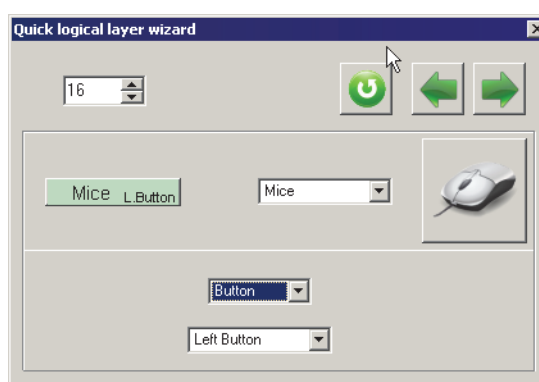 Quick logical layer wizard
16
Mice L.Button
Mice
Button
Left Button